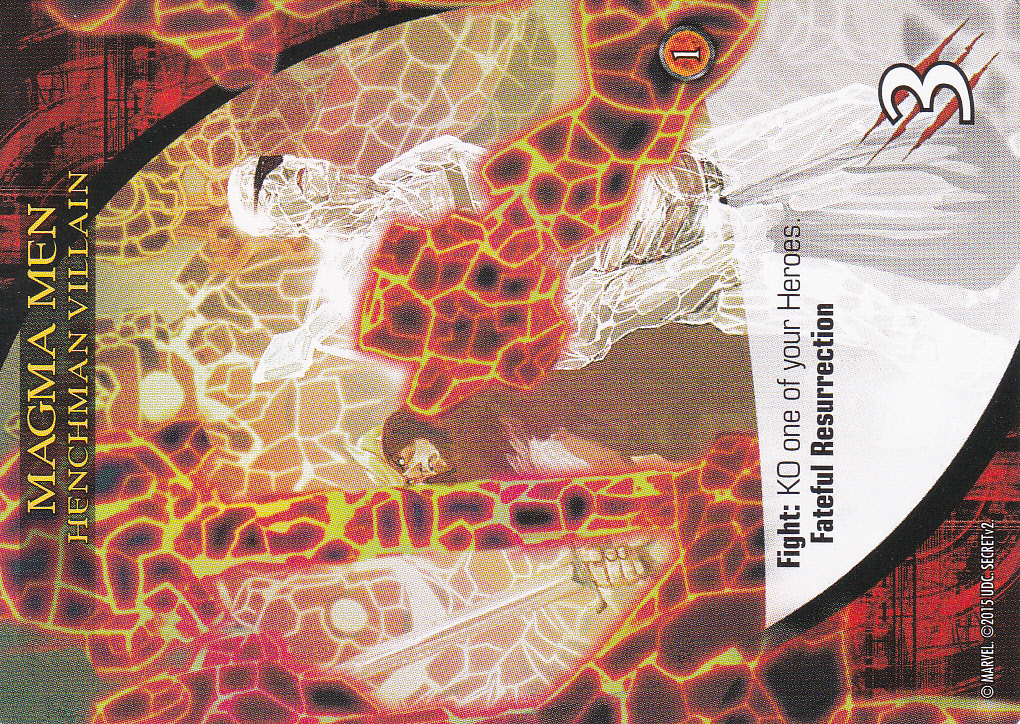 MAGMA MEN
HENCHMAN VILLAIN
1
Fight: KO one of your Heroes.
Fateful Resurrection
3
© MARVEL. ©2015 UDC. SECRETv2